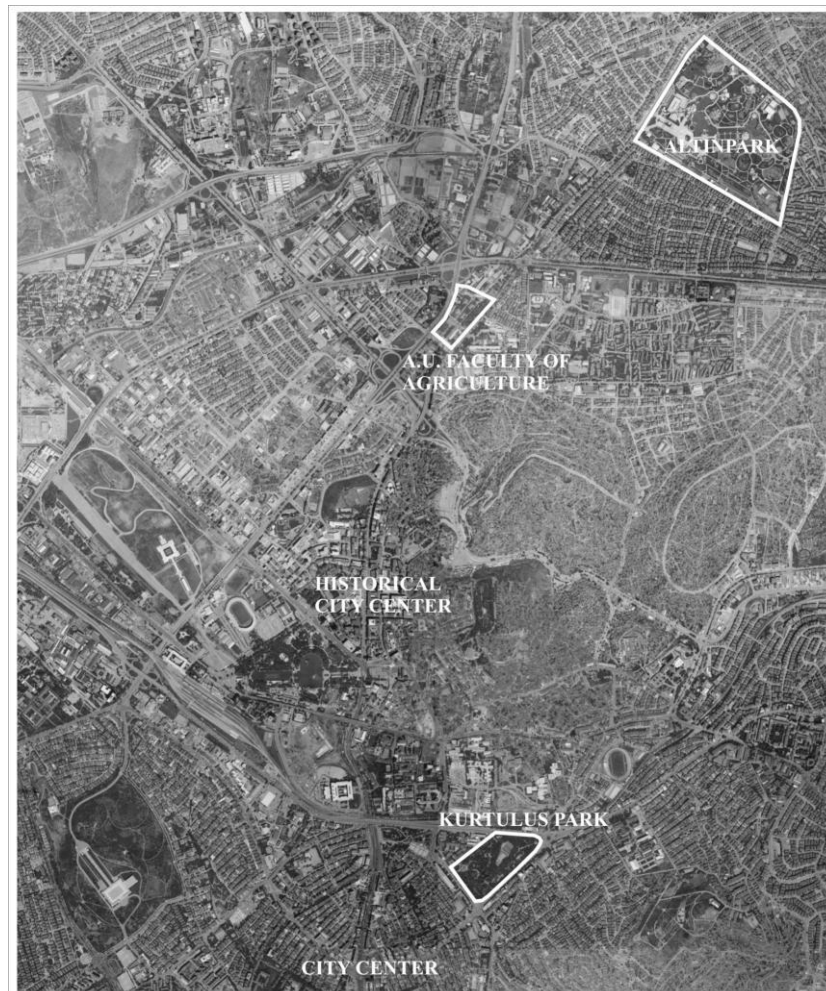 ALTINPARK
A.U. FACULTY OF
AGRICULTURE
HISTORICAL
CITY CENTER
KURTULUS PARK
CITY CENTER